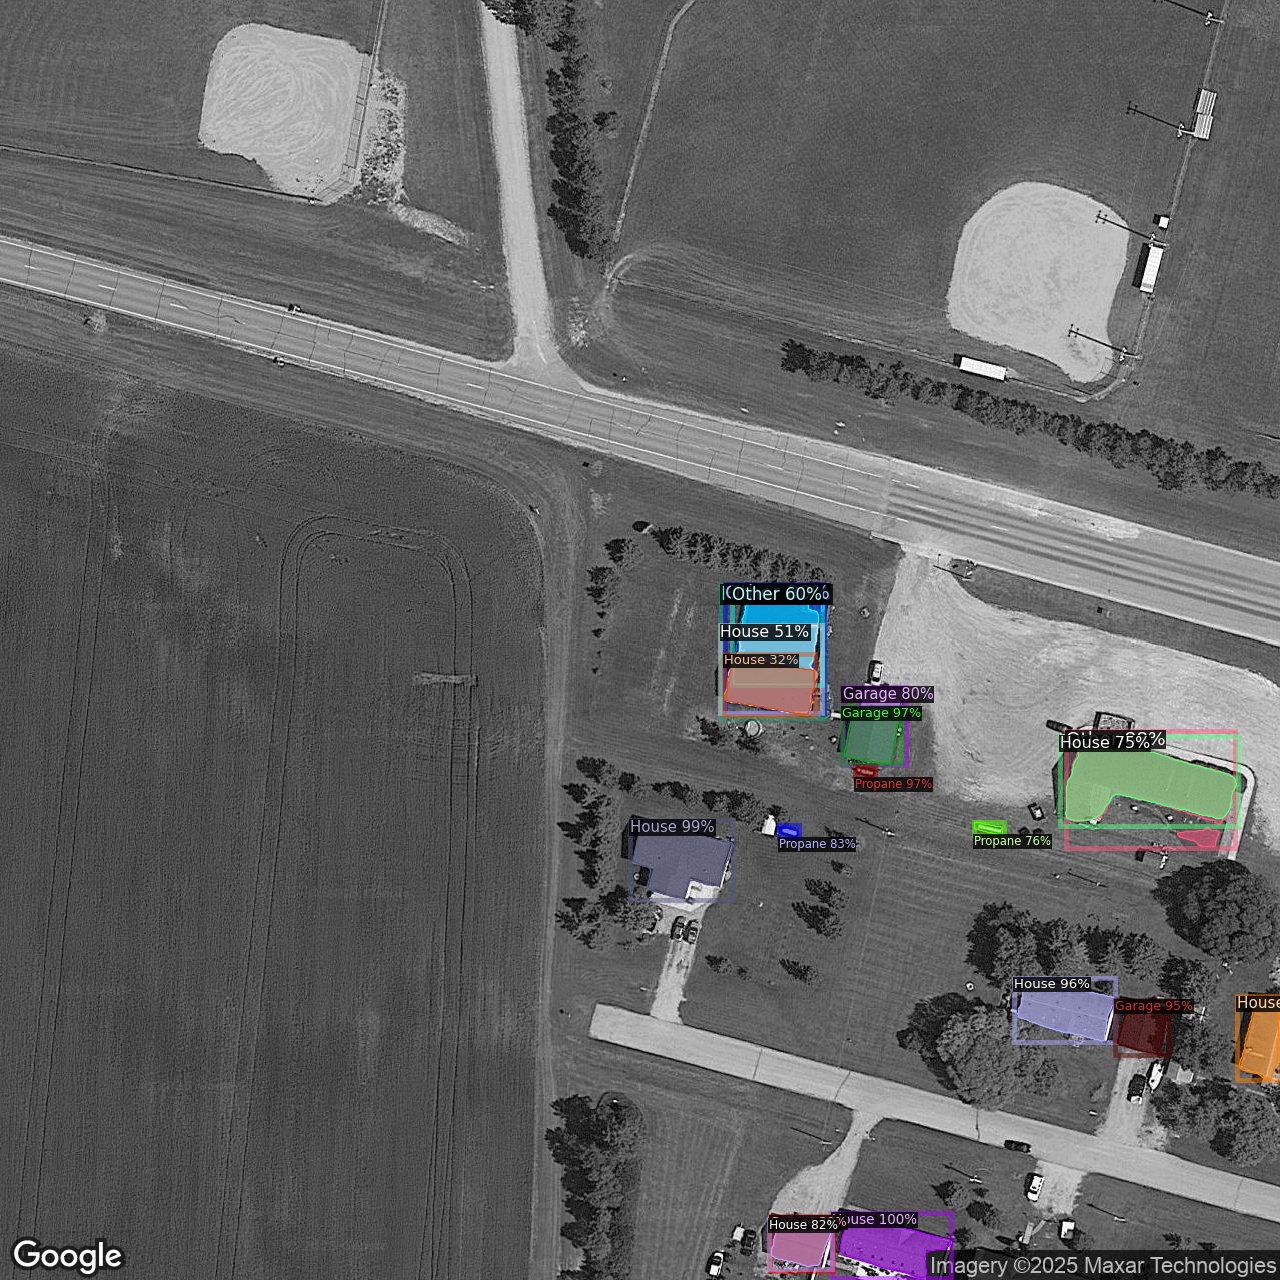 Other 60%
House 51%
House 32%
Garage 80%
Garage 97%
Propane 97%
House 75%
House 99%
Propane 83%
Propane 76%
House 96%
Garage 95%
House
House 82%
ouse 100%
Google
Imagery ©2025 Maxar Technologies